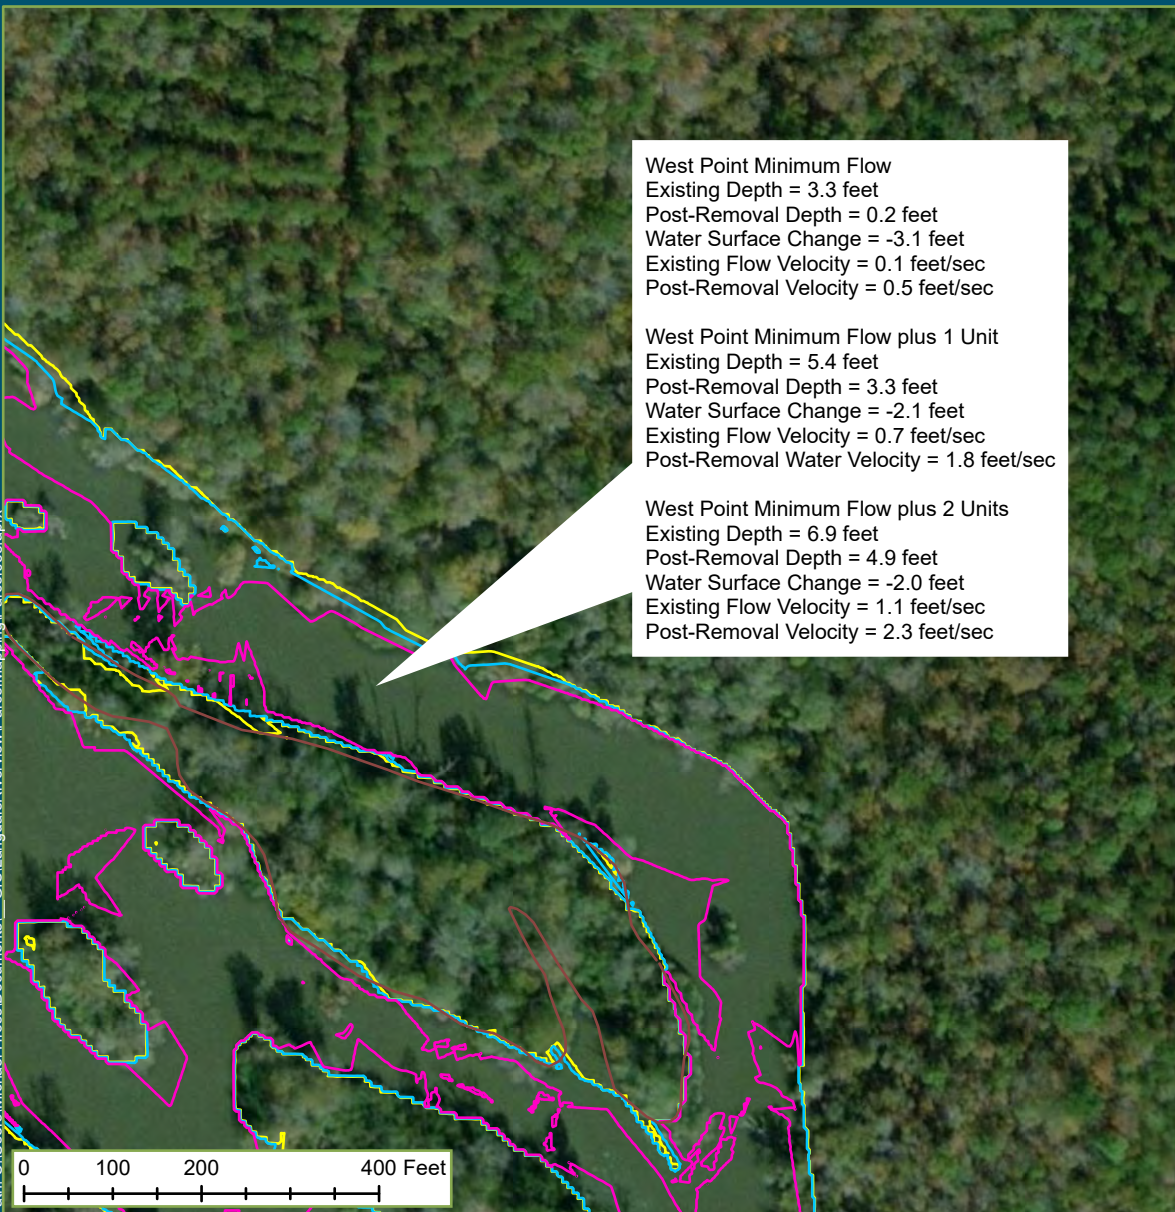 West Point Minimum Flow
Existing Depth = 3.3 feet
Post-Removal Depth = 0.2 feet
Water Surface Change = -3.1 feet
Existing Flow Velocity = 0.1 feet/sec
Post-Removal Velocity = 0.5 feet/sec
West Point Minimum Flow plus 1 Unit
Existing Depth = 5.4 feet
Post-Removal Depth = 3.3 feet
Water Surface Change = -2.1 feet
Existing Flow Velocity = 0.7 feet/sec
Post-Removal Water Velocity = 1.8 feet/sec
West Point Minimum Flow plus 2 Units
Existing Depth = 6.9 feet
Post-Removal Depth = 4.9 feet
Water Surface Change = -2.0 feet
Existing Flow Velocity = 1.1 feet/sec
Post-Removal Velocity = 2.3 feet/sec
0 100 200 400 Feet